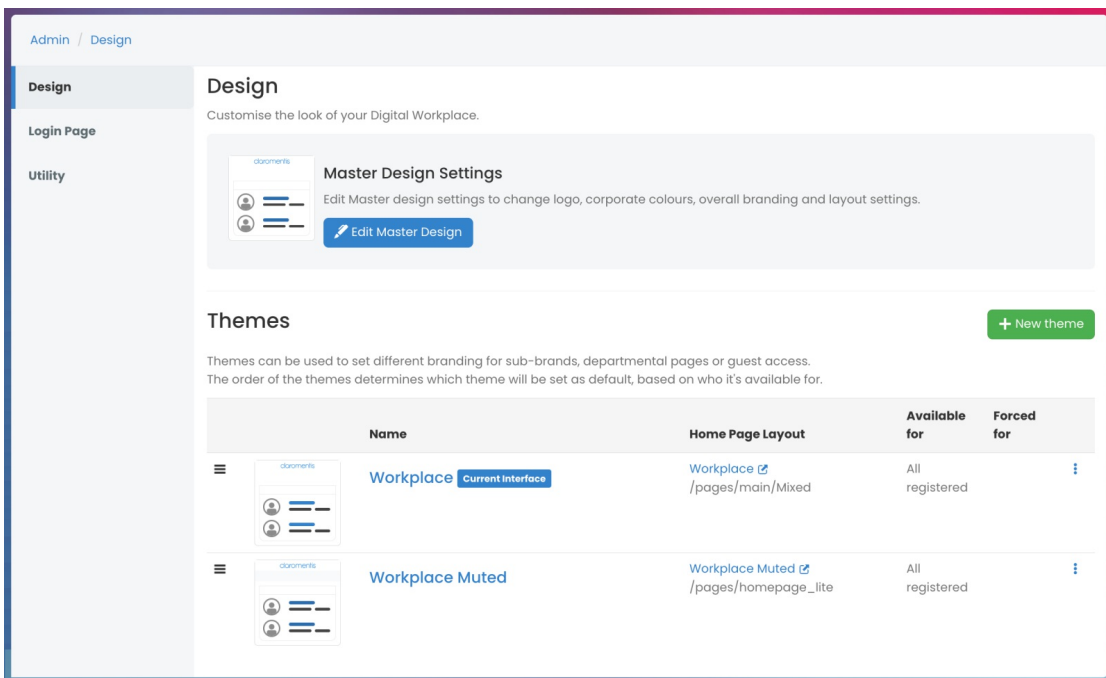 Admin / Design
Design
Login Page
Utility
Design
Customise the look of your Digital Workplace.
claromentis
Master Design Settings
Edit Master design settings to change logo, corporate colours, overall branding and layout settings.
Edit Master Design
Themes
+ New theme
Themes can be used to set different branding for sub-brands, departmental pages or guest access.
The order of the themes determines which theme will be set as default, based on who it's available for.
Name Home Page Layout Available for Forced for
claromentis
Workplace Current Interface
Workplace
/pages/main/Mixed
All
registered
claromentis
Workplace Muted
Workplace Muted
/pages/homepage_lite
All
registered